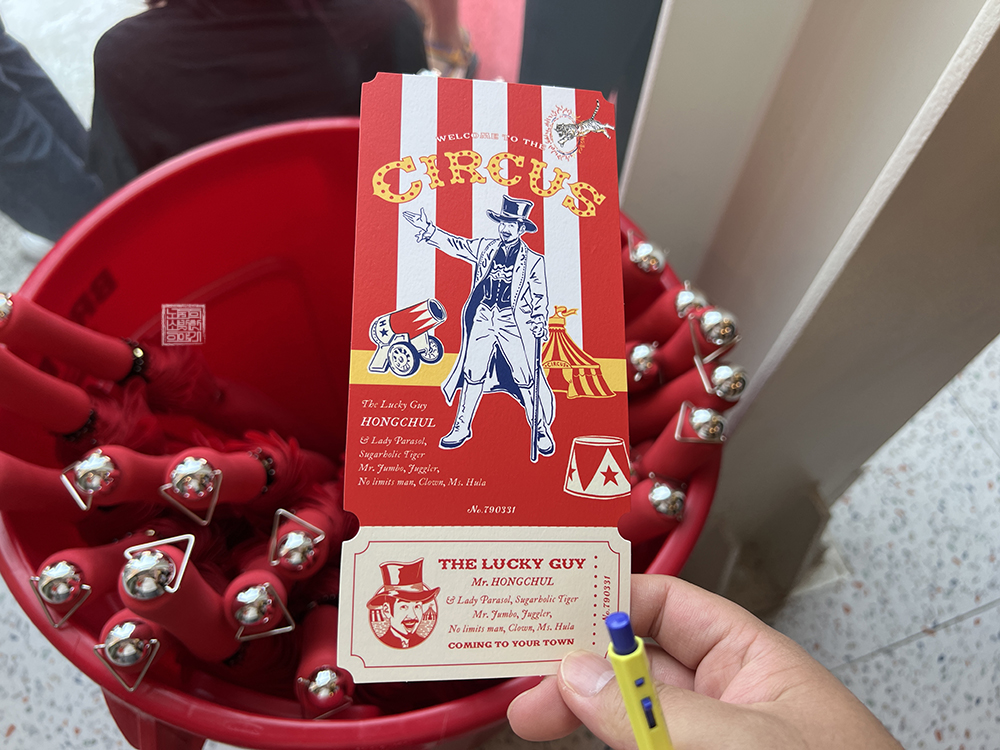 WELCOME TO THE
CIRCUS
H
CIRCUS
The Lucky Guy
HONGCHUL
& Lady Parasol,
Sugarholic Tiger
Mr. Jumbo, Juggler,
No limits man, Clown, Ms. Hula
No.790331
THE LUCKY GUY
Mr. HONGCHUL
& Lady Parasol, Sugarholic Tiger
Mr. Jumbo, Juggler,
No limits man, Clown, Ms. Hula
COMING TO YOUR TOWN
No.790331